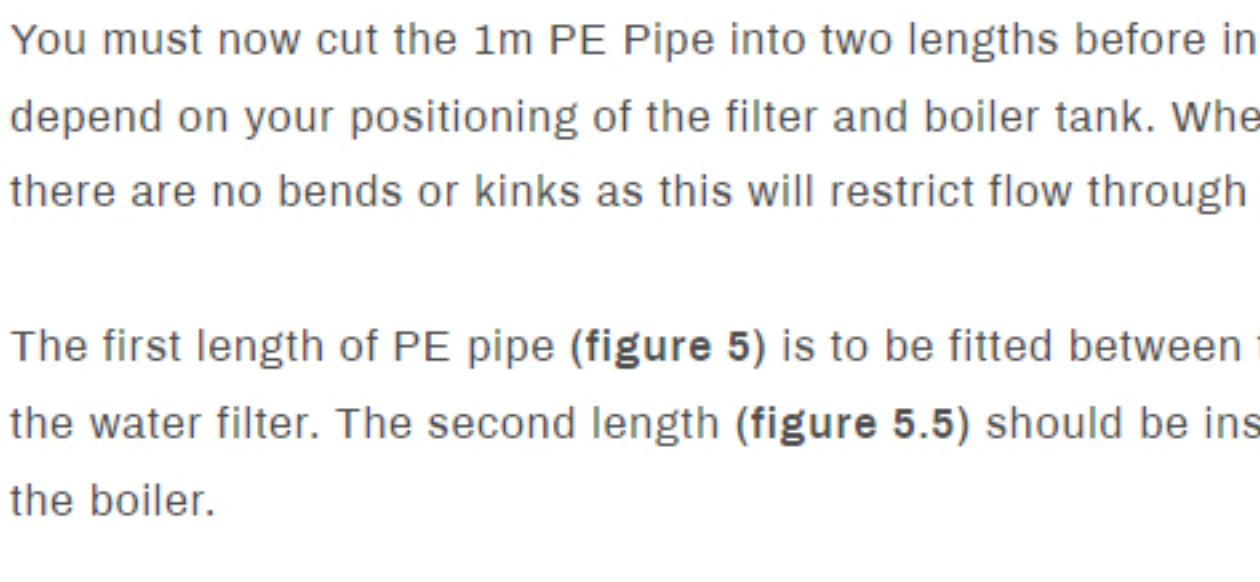 You must now cut the 1m PE Pipe into two lengths before in
depend on your positioning of the filter and boiler tank. Whe
there are no bends or kinks as this will restrict flow through
The first length of PE pipe (figure 5) is to be fitted between
the water filter. The second length (figure 5.5) should be ins
the boiler.